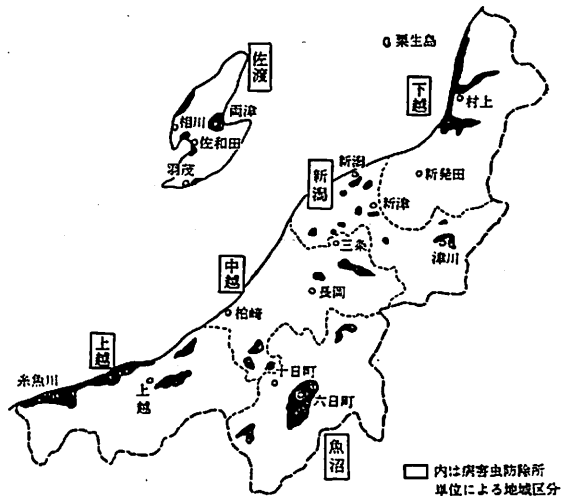 粟生島
佐渡
下越
村上
両津
相川
佐和田
羽茂
新潟
新潟
新発田
新津
三条
津川
中越
長岡
柏崎
上越
糸魚川
上越
十日町
六日町
魚沼
内は病害虫防除所
単位による地域区分